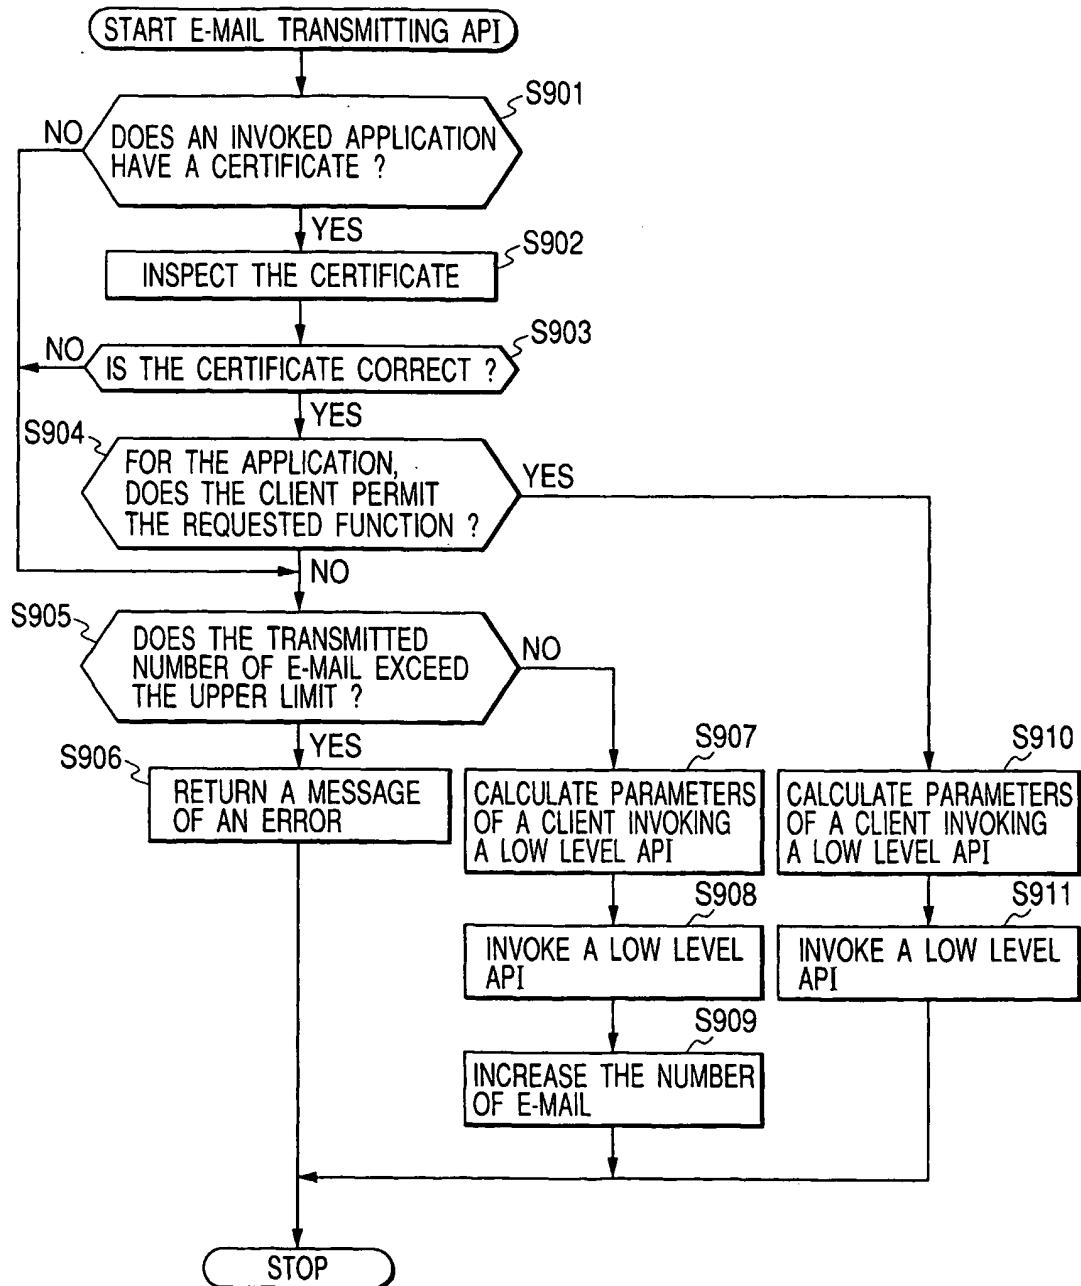 START E-MAIL TRANSMITTING API
S901
NO
DOES AN INVOKED APPLICATION
HAVE A CERTIFICATE ?
YES
S902
INSPECT THE CERTIFICATE
S903
NO
IS THE CERTIFICATE CORRECT ?
YES
S904
FOR THE APPLICATION,
DOES THE CLIENT PERMIT
THE REQUESTED FUNCTION ?
YES
NO
S905
DOES THE TRANSMITTED
NUMBER OF E-MAIL EXCEED
THE UPPER LIMIT ?
NO
YES
S906
RETURN A MESSAGE
OF AN ERROR
S907
CALCULATE PARAMETERS
OF A CLIENT INVOKING
A LOW LEVEL API
S910
CALCULATE PARAMETERS
OF A CLIENT INVOKING
A LOW LEVEL API
S908
INVOKE A LOW LEVEL
API
S911
INVOKE A LOW LEVEL
API
S909
INCREASE THE NUMBER
OF E-MAIL
STOP